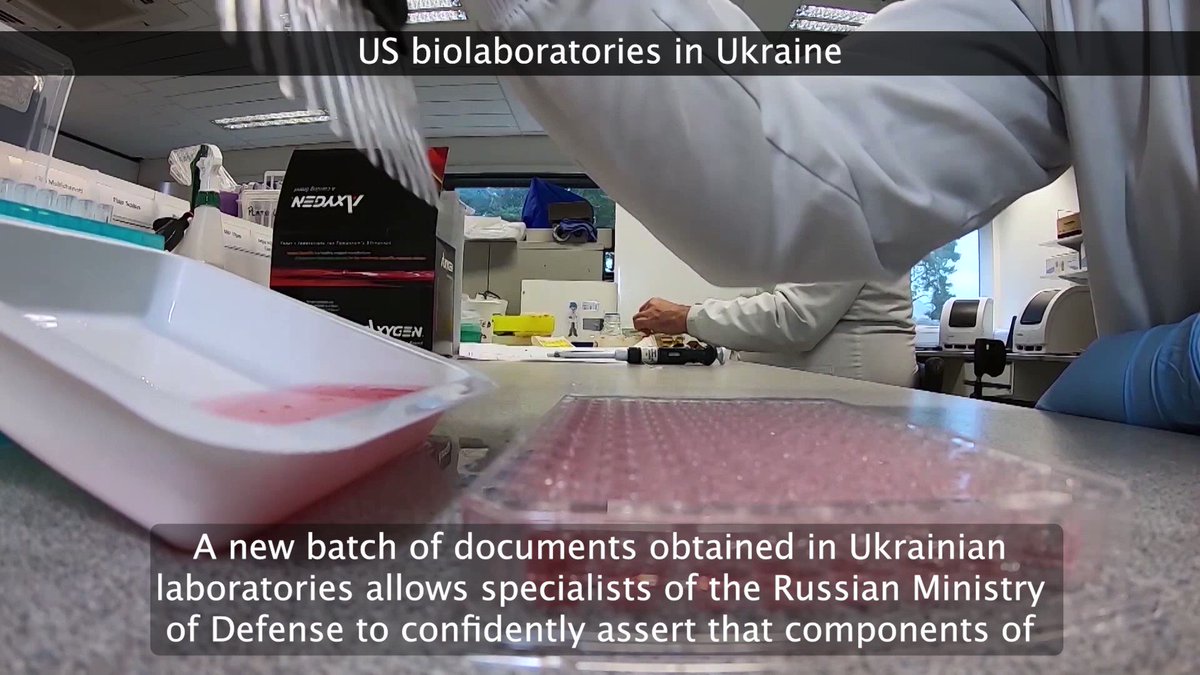 US biolaboratories in Ukraine
AXYGEN
AXYGEN
A new batch of documents obtained in Ukrainian
laboratories allows specialists of the Russian Ministry
of Defense to confidently assert that components of